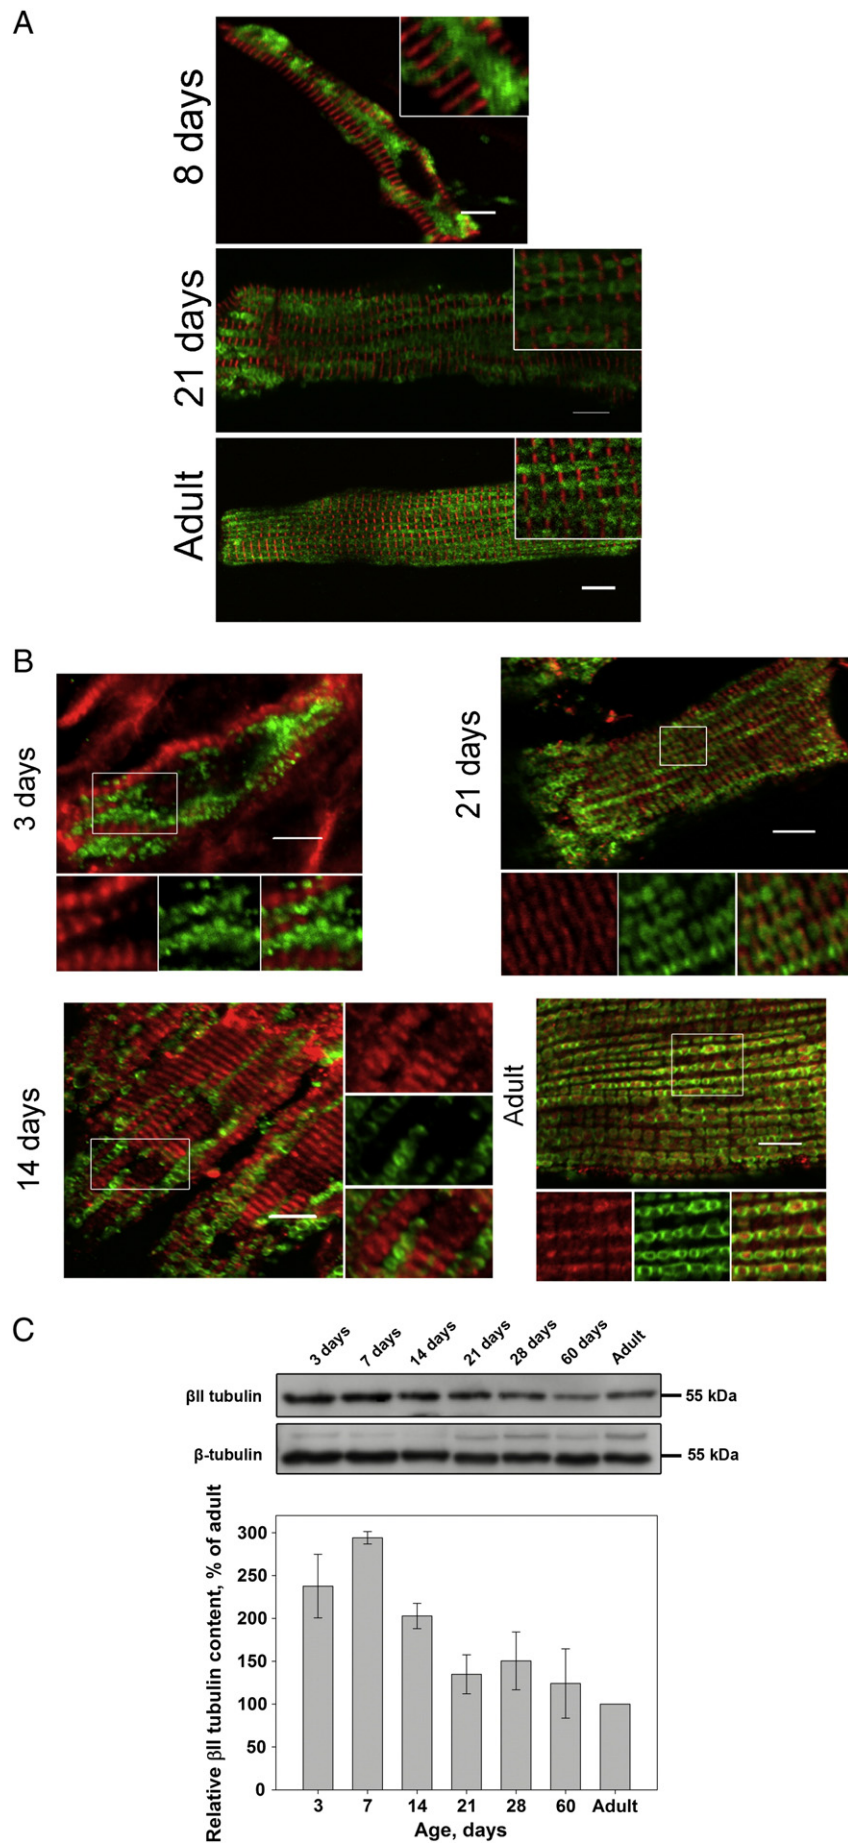 A
8 days
21 days
Adult
B
3 days
21 days
14 days
Adult
C
3 days 7 days 14 days 21 days 28 days 60 days Adult
βII tubulin 55 kDa
β-tubulin 55 kDa
Relative βII tubulin content, % of adult
300
250
200
150
100
50
0
3 7 14 21 28 60 Adult
Age, days